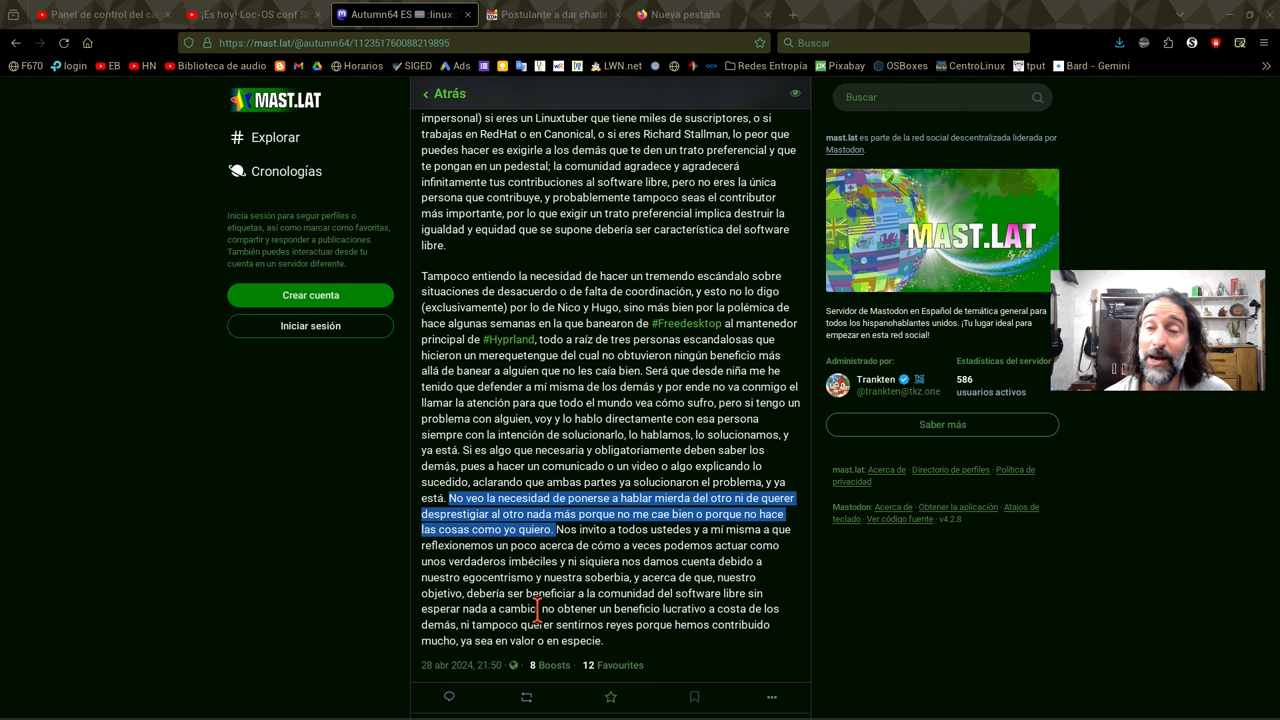 Panel de control del ca
¡Es hoy! Loc-OS conf St
Autumn64 ES :linux:
Postulante a dar charla
Nueva pestaña
https://mast.lat/@autumn64/112351760088219895
Buscar
F670
login
EB
HN
Biblioteca de audio
Horarios
SIGED
Ads
LWN.net
OCA
Redes Entropía
Pixabay
OSBoxes
CentroLinux
tput
Bard - Gemini
MAST.LAT
Explorar
Cronologías
Inicia sesión para seguir perfiles o
etiquetas, así como marcar como favoritas,
compartir y responder a publicaciones.
También puedes interactuar desde tu
cuenta en un servidor diferente.
Crear cuenta
Iniciar sesión
Atrás
impersonal) si eres un Linuxtuber que tiene miles de suscriptores, o si
trabajas en RedHat o en Canonical, o si eres Richard Stallman, lo peor que
puedes hacer es exigirle a los demás que te den un trato preferencial y que
te pongan en un pedestal; la comunidad agradece y agradecerá
infinitamente tus contribuciones al software libre, pero no eres la única
persona que contribuye, y probablemente tampoco seas el contributor
más importante, por lo que exigir un trato preferencial implica destruir la
igualdad y equidad que se supone debería ser característica del software
libre.
Tampoco entiendo la necesidad de hacer un tremendo escándalo sobre
situaciones de desacuerdo o de falta de coordinación, y esto no lo digo
(exclusivamente) por lo de Nico y Hugo, sino más bien por la polémica de
hace algunas semanas en la que banearon de #Freedesktop al mantenedor
principal de #Hyprland, todo a raíz de tres personas escandalosas que
hicieron un merequetengue del cual no obtuvieron ningún beneficio más
allá de banear a alguien que no les caía bien. Será que desde niña me he
tenido que defender a mí misma de los demás y por ende no va conmigo el
llamar la atención para que todo el mundo vea cómo sufro, pero si tengo un
problema con alguien, voy y lo hablo directamente con esa persona
siempre con la intención de solucionarlo, lo hablamos, lo solucionamos, y
ya está. Si es algo que necesaria y obligatoriamente deben saber los
demás, pues a hacer un comunicado o un video o algo explicando lo
sucedido, aclarando que ambas partes ya solucionaron el problema, y ya
está. No veo la necesidad de ponerse a hablar mierda del otro ni de querer
desprestigiar al otro nada más porque no me cae bien o porque no hace
las cosas como yo quiero. Nos invito a todos ustedes y a mí misma a que
reflexionemos un poco acerca de cómo a veces podemos actuar como
unos verdaderos imbéciles y ni siquiera nos damos cuenta debido a
nuestro egocentrismo y nuestra soberbia, y acerca de que, nuestro
objetivo, debería ser beneficiar a la comunidad del software libre sin
esperar nada a cambio, no obtener un beneficio lucrativo a costa de los
demás, ni tampoco querer sentirnos reyes porque hemos contribuido
mucho, ya sea en valor o en especie.
28 abr 2024, 21:50 · · 8 Boosts · 12 Favourites
Buscar
mast.lat es parte de la red social descentralizada liderada por
Mastodon.
MAST.LAT
By TKZ
Servidor de Mastodon en Español de temática general para
todos los hispanohablantes unidos. ¡Tu lugar ideal para
empezar en esta red social!
Administrado por:
Trankten
@trankten@tkz.one
Estadísticas del servidor
586
usuarios activos
Saber más
mast.lat: Acerca de · Directorio de perfiles · Política de
privacidad
Mastodon: Acerca de · Obtener la aplicación · Atajos de
teclado · Ver código fuente · v4.2.8